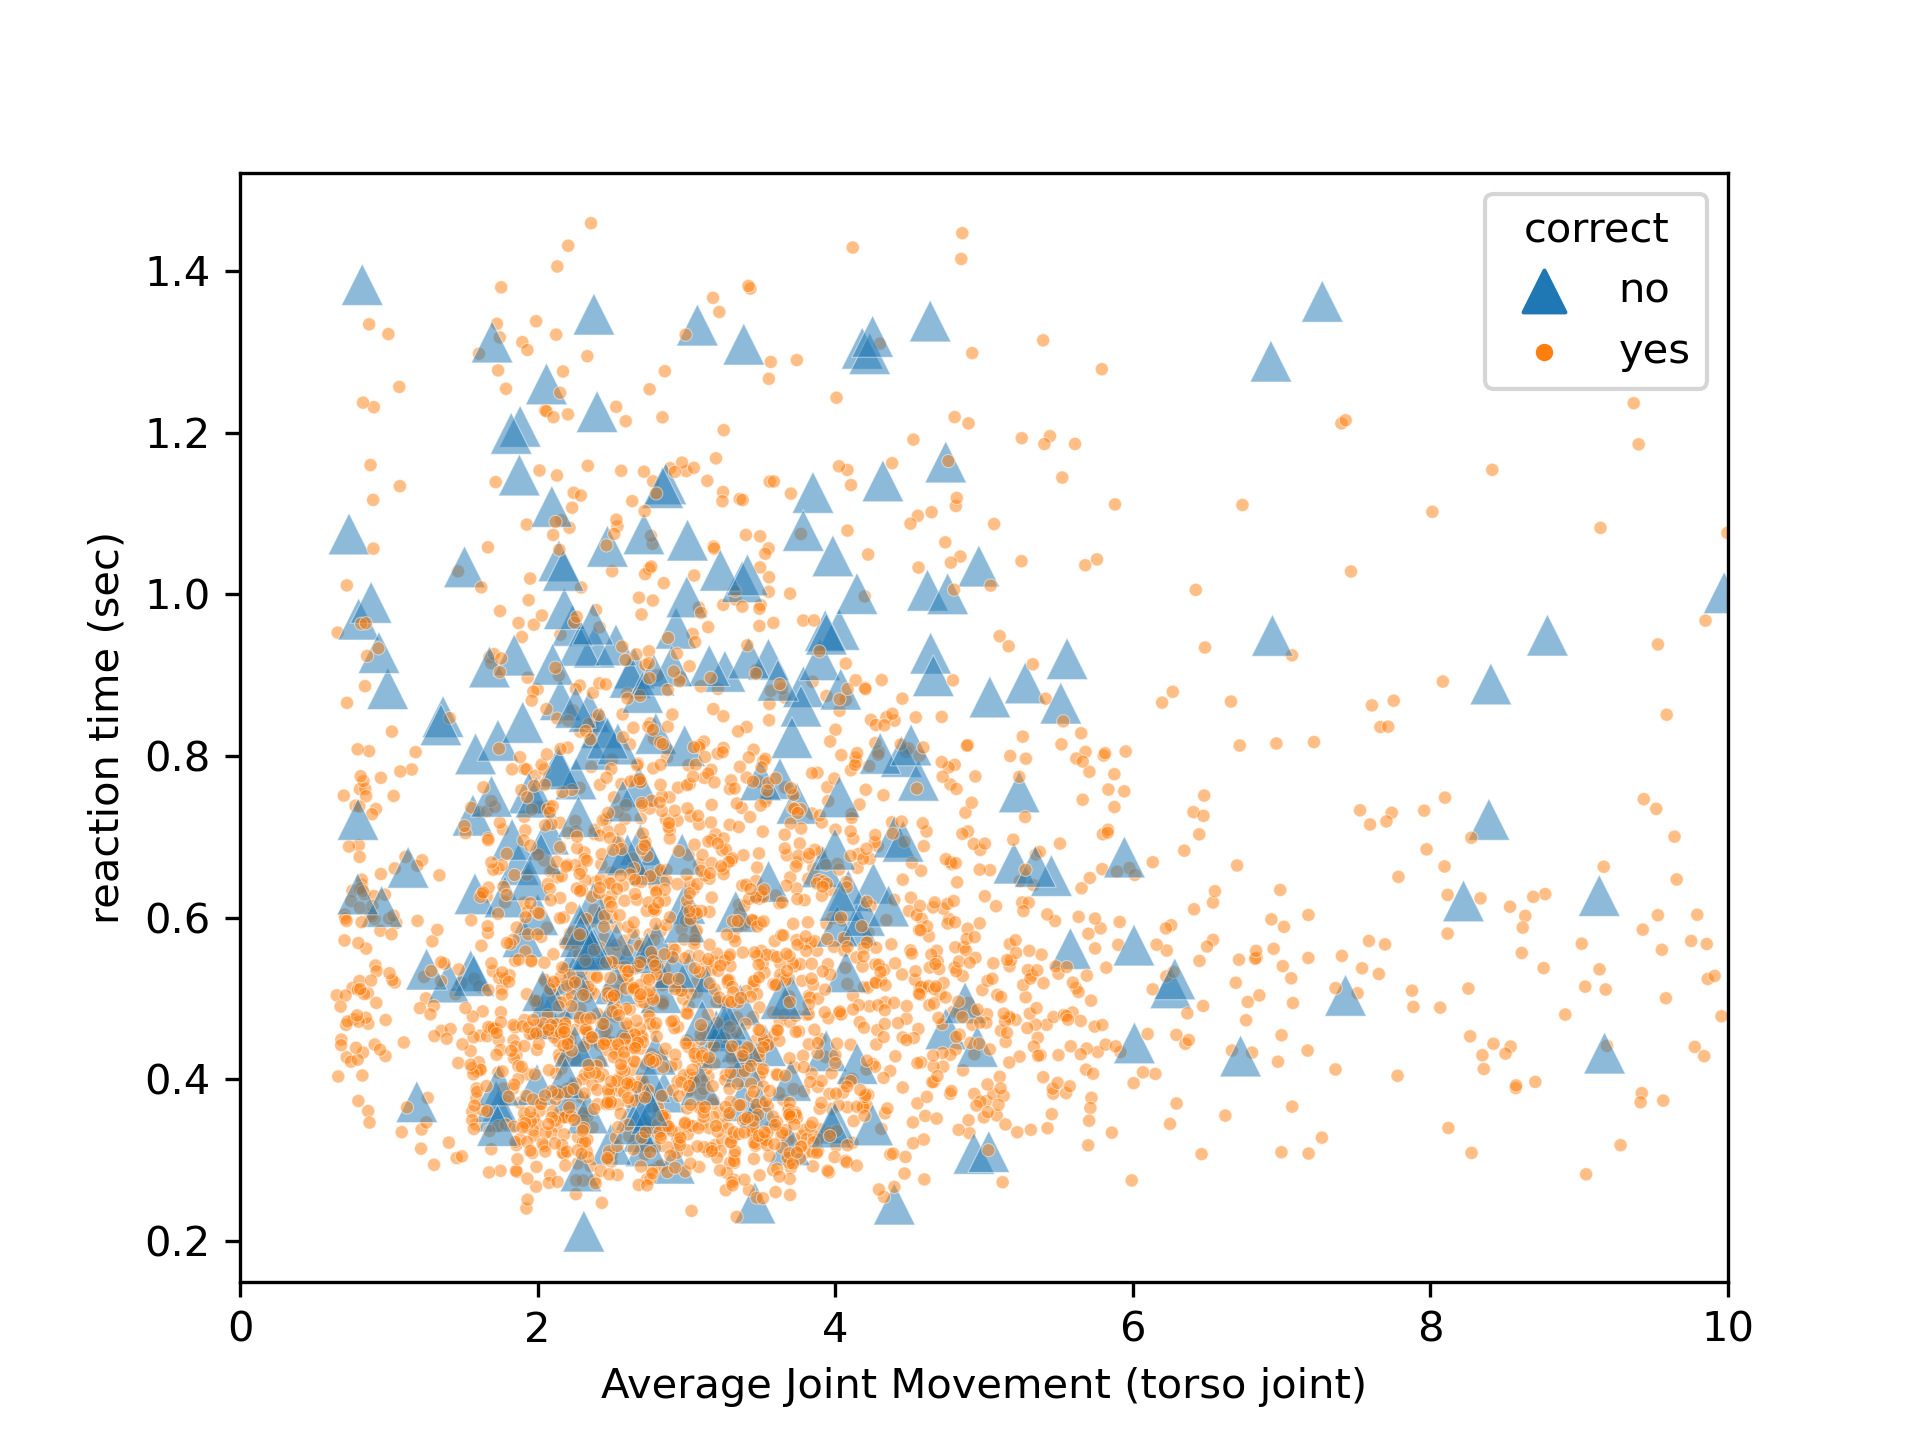 correct
no
yes
1.4
1.2
1.0
0.8
0.6
0.4
0.2
reaction time (sec)
0 2 4 6 8 10
Average Joint Movement (torso joint)